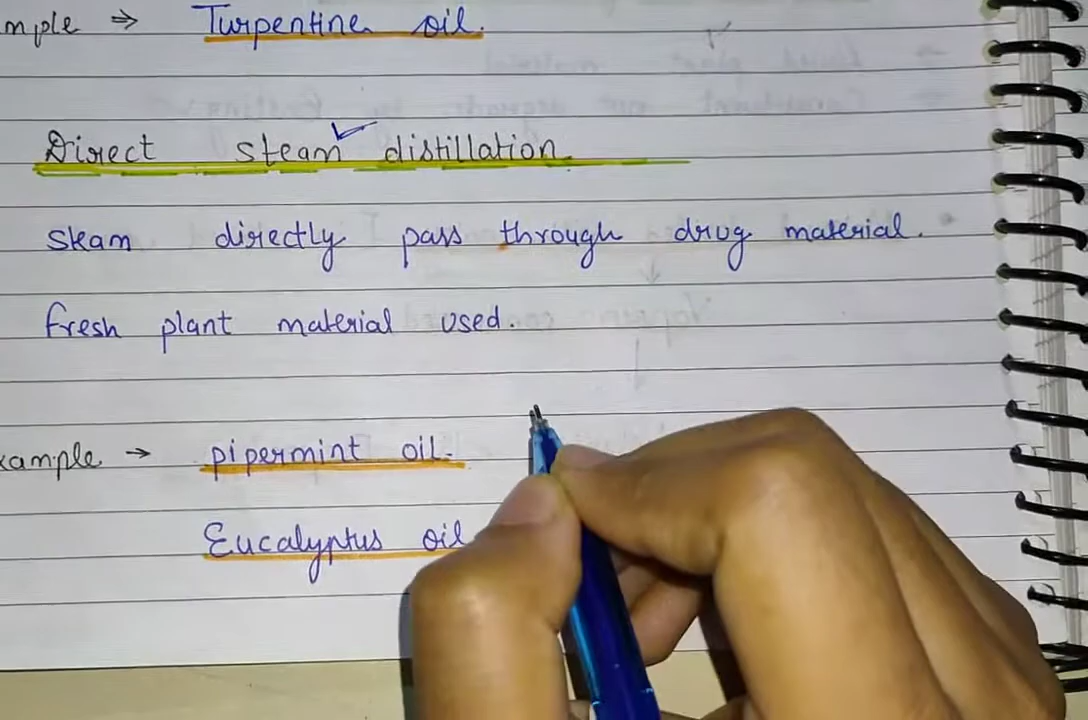 mple → Turpentine oil.
Direct steam distillation.
steam directly pass through drug material.
fresh plant material used.
xample → pipermint oil.
Eucalyptus oil